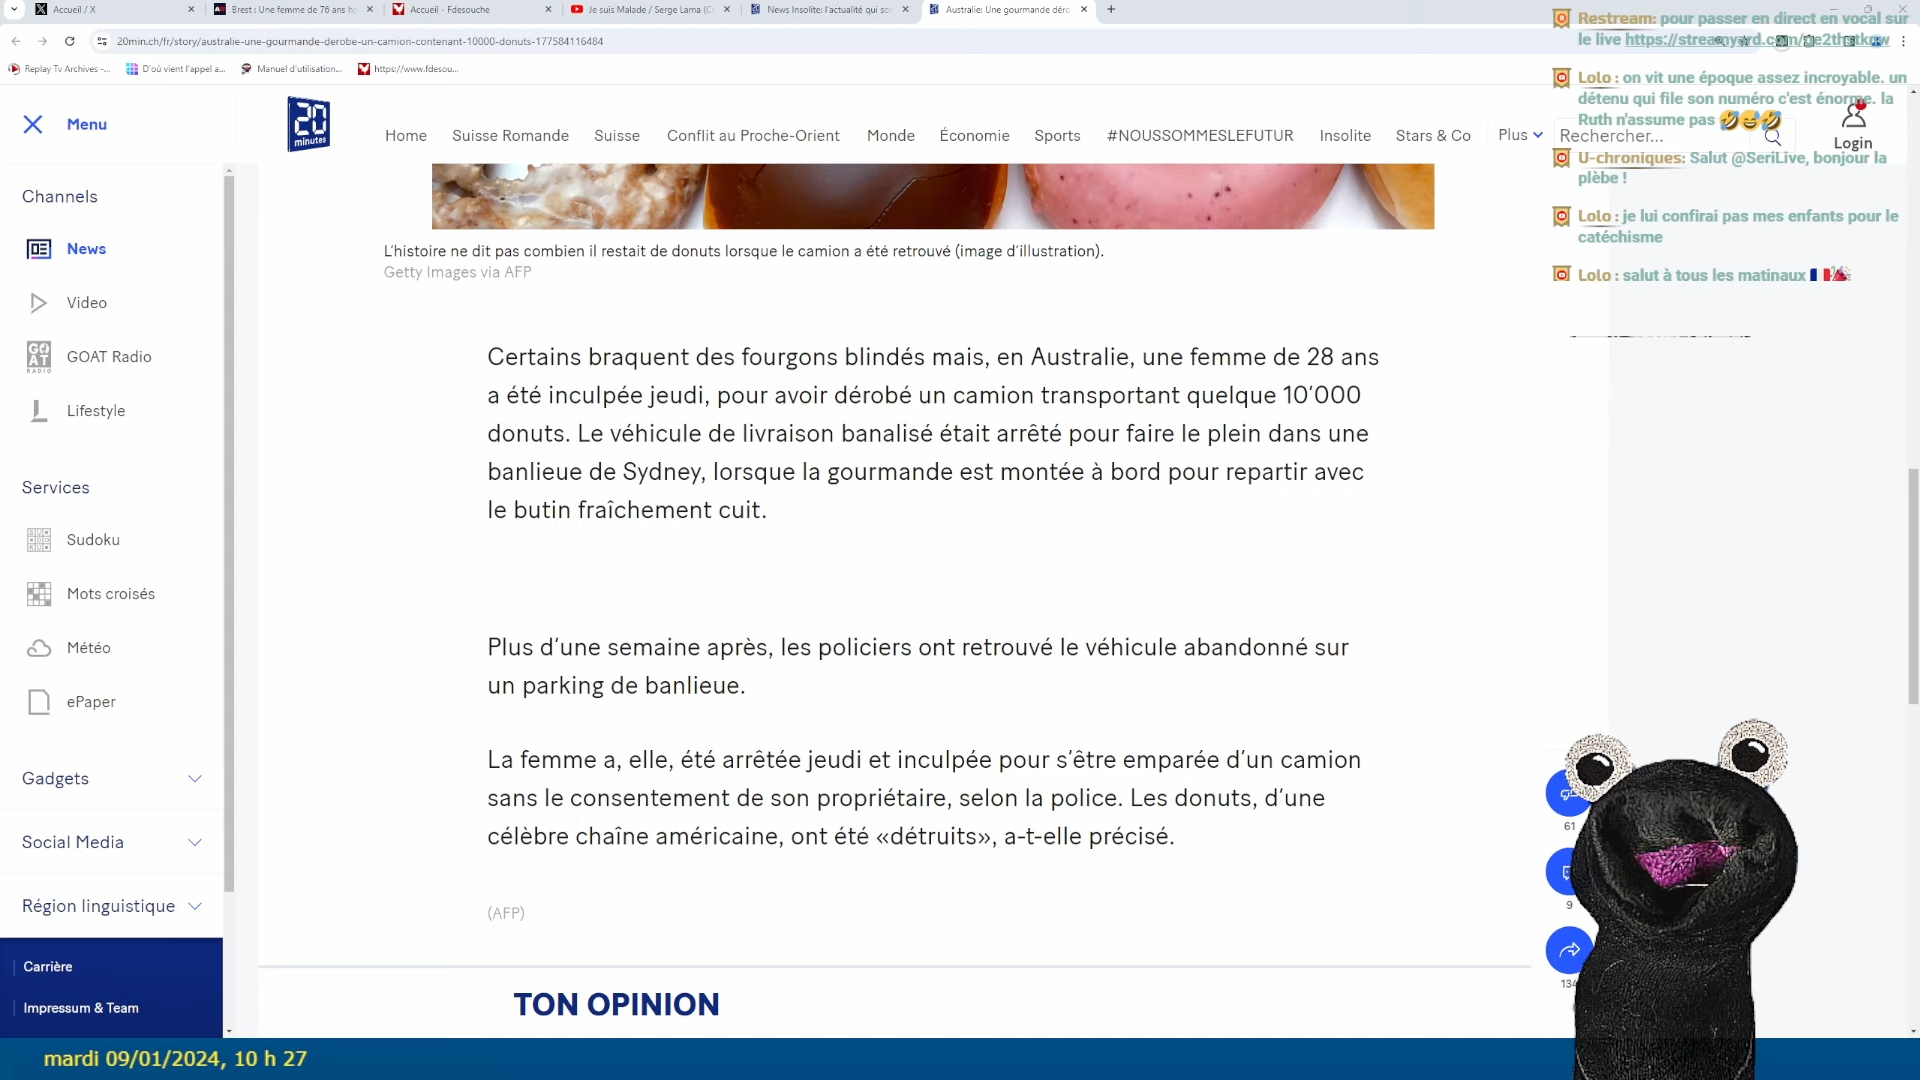 Accueil / X
Brest : Une femme de 76 ans ha
Accueil - Fdesouche
Je suis Malade / Serge Lama (C
News Insolite: l'actualité qui so
Australie: Une gourmande déro
20min.ch/fr/story/australie-une-gourmande-derobe-un-camion-contenant-10000-donuts-177584116484
Replay Tv Archives -...
D'où vient l'appel a...
Manuel d'utilisation...
https://www.fdesou...
Restream: pour passer en direct en vocal sur
le live
Lolo : on vit une époque assez incroyable. un
détenu qui file son numéro c'est énorme. la
Ruth n'assume pas 🤣😅🤣
U-chroniques: Salut @SeriLive, bonjour la
plèbe !
Lolo : je lui confirai pas mes enfants pour le
catéchisme
Lolo : salut à tous les matinaux 🇫🇷🎉
Menu
20
minutes
Home
Suisse Romande
Suisse
Conflit au Proche-Orient
Monde
Économie
Sports
#NOUSSOMMESLEFUTUR
Insolite
Stars & Co
Plus
Rechercher...
Login
Channels
News
Video
GOAT Radio
Lifestyle
Services
Sudoku
Mots croisés
Météo
ePaper
Gadgets
Social Media
Région linguistique
Carrière
Impressum & Team
L'histoire ne dit pas combien il restait de donuts lorsque le camion a été retrouvé (image d'illustration).
Getty Images via AFP
Certains braquent des fourgons blindés mais, en Australie, une femme de 28 ans
a été inculpée jeudi, pour avoir dérobé un camion transportant quelque 10'000
donuts. Le véhicule de livraison banalisé était arrêté pour faire le plein dans une
banlieue de Sydney, lorsque la gourmande est montée à bord pour repartir avec
le butin fraîchement cuit.
Plus d'une semaine après, les policiers ont retrouvé le véhicule abandonné sur
un parking de banlieue.
La femme a, elle, été arrêtée jeudi et inculpée pour s'être emparée d'un camion
sans le consentement de son propriétaire, selon la police. Les donuts, d'une
célèbre chaîne américaine, ont été «détruits», a-t-elle précisé.
(AFP)
61
9
134
TON OPINION
mardi 09/01/2024, 10 h 27